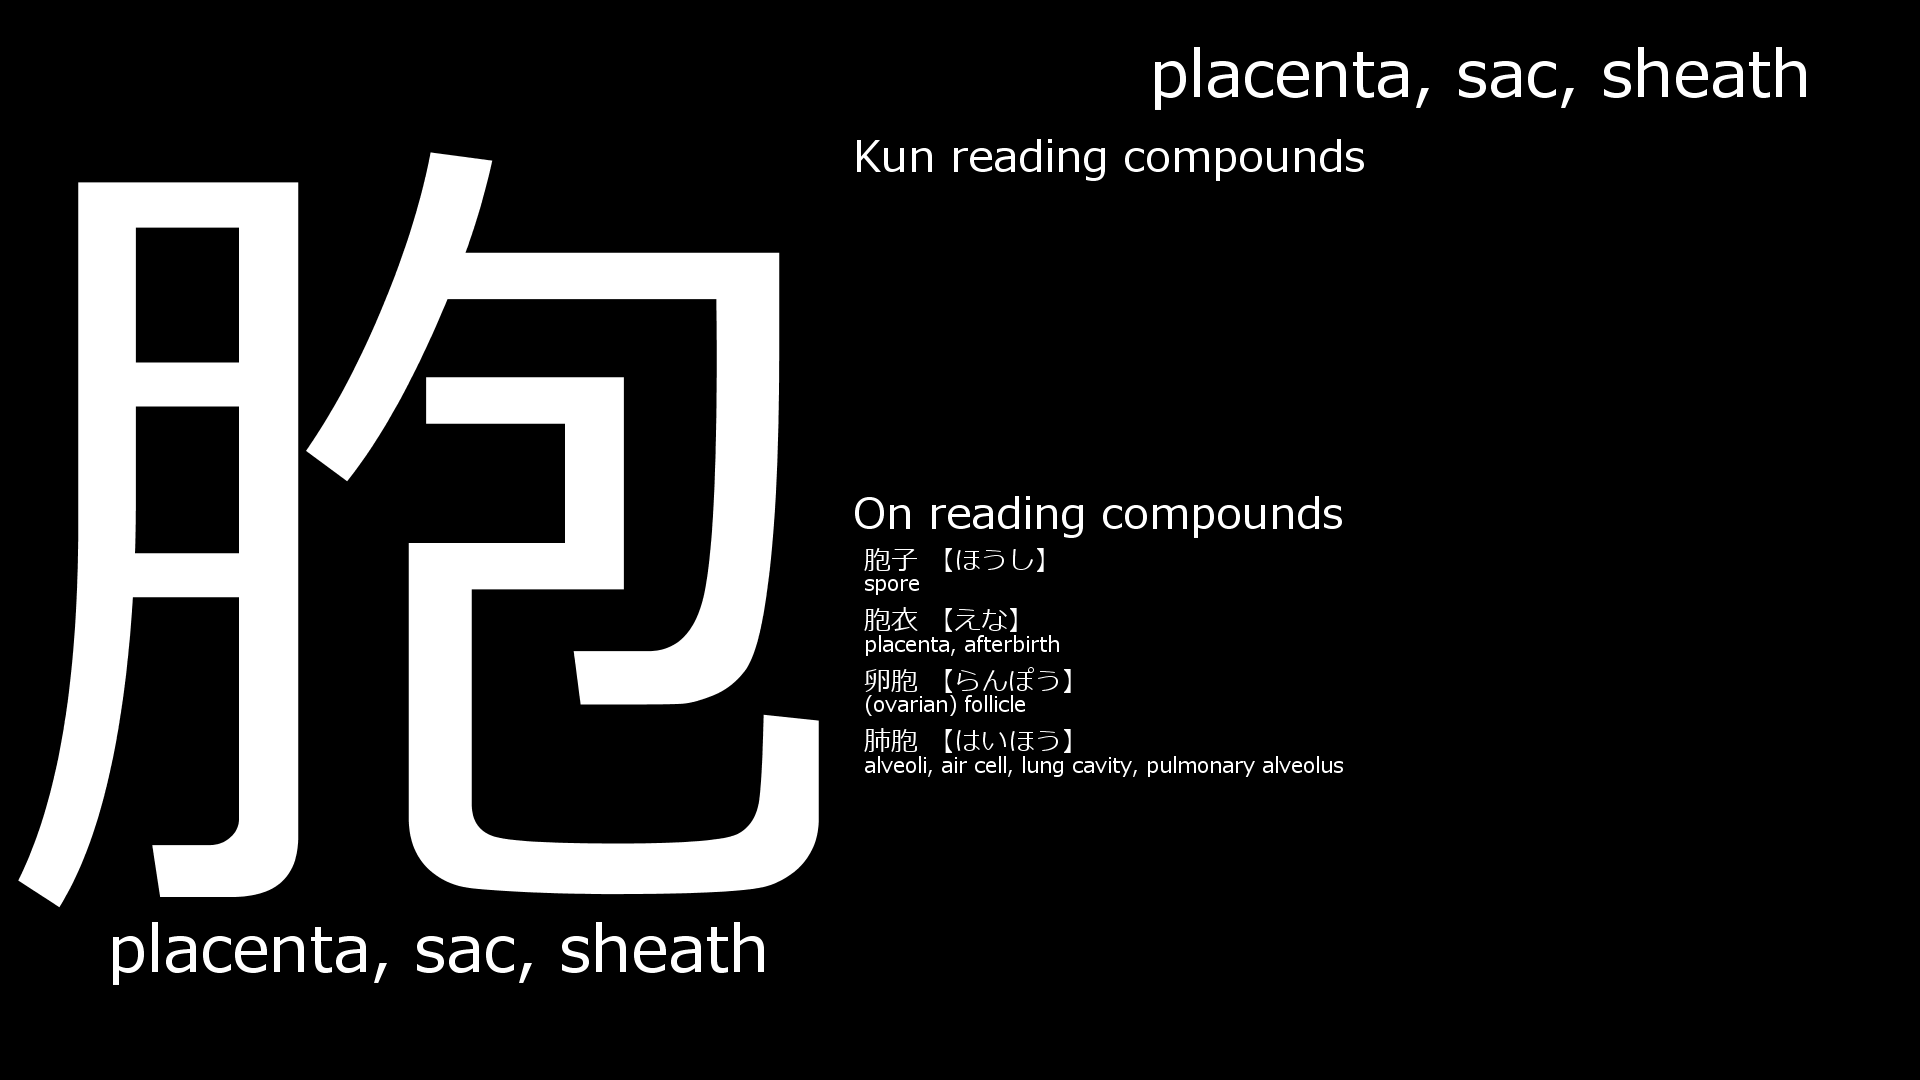 胞
placenta, sac, sheath
placenta, sac, sheath
Kun reading compounds
On reading compounds
胞子 【ほうし】
spore
胞衣 【えな】
placenta, afterbirth
卵胞 【らんぽう】
(ovarian) follicle
肺胞 【はいほう】
alveoli, air cell, lung cavity, pulmonary alveolus